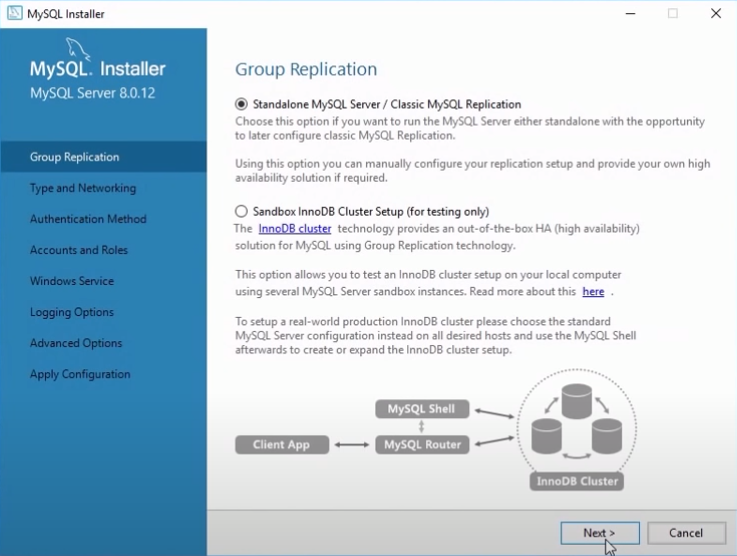 MySQL Installer
MySQL. Installer
MySQL Server 8.0.12
Group Replication
Type and Networking
Authentication Method
Accounts and Roles
Windows Service
Logging Options
Advanced Options
Apply Configuration
Group Replication
Standalone MySQL Server / Classic MySQL Replication
Choose this option if you want to run the MySQL Server either standalone with the opportunity
to later configure classic MySQL Replication.
Using this option you can manually configure your replication setup and provide your own high
availability solution if required.
Sandbox InnoDB Cluster Setup (for testing only)
The InnoDB cluster technology provides an out-of-the-box HA (high availability)
solution for MySQL using Group Replication technology.
This option allows you to test an InnoDB cluster setup on your local computer
using several MySQL Server sandbox instances. Read more about this here .
To setup a real-world production InnoDB cluster please choose the standard
MySQL Server configuration instead on all desired hosts and use the MySQL Shell
afterwards to create or expand the InnoDB cluster setup.
MySQL Shell
Client App
MySQL Router
InnoDB Cluster
Next >
Cancel